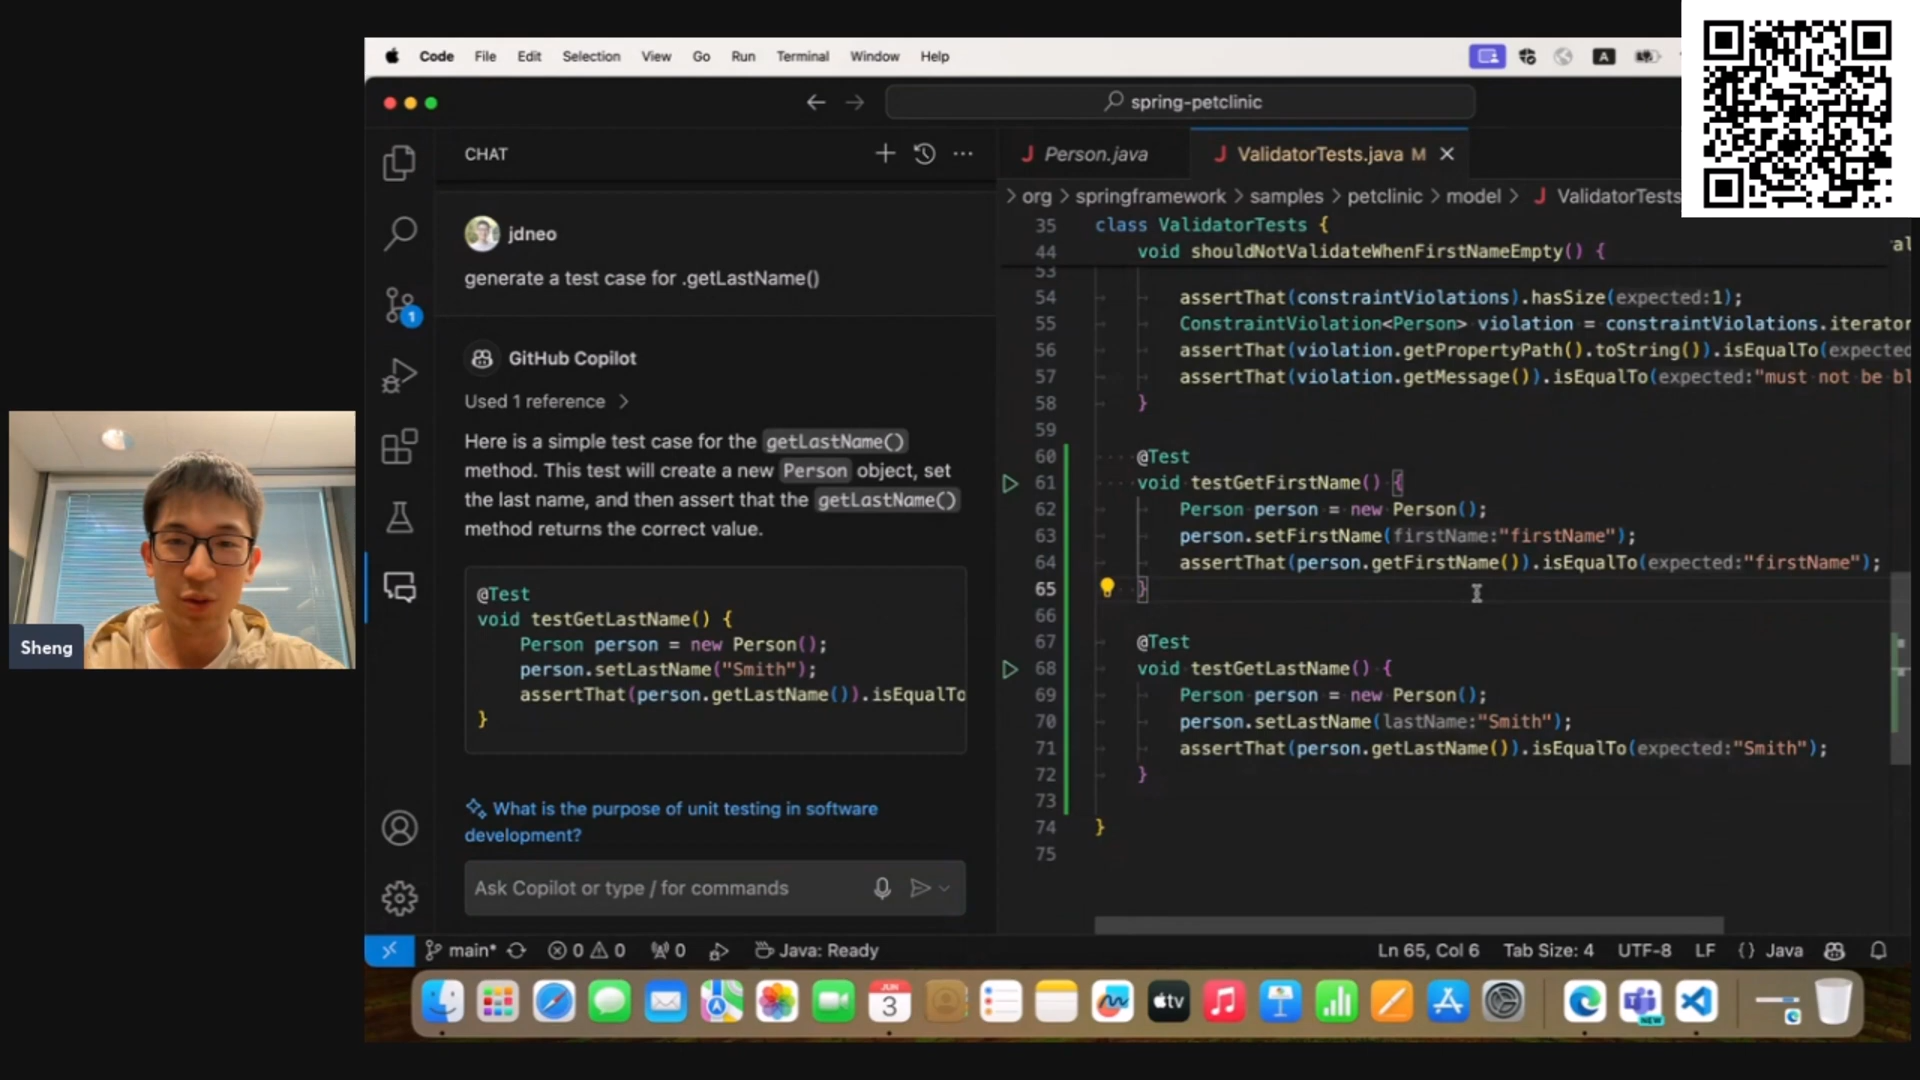 Code File Edit Selection View Go Run Terminal Window Help
A
spring-petclinic
CHAT
jdneo
generate a test case for .getLastName()
GitHub Copilot
Used 1 reference >
Here is a simple test case for the getLastName()
method. This test will create a new Person object, set
the last name, and then assert that the getLastName()
method returns the correct value.
@Test
void testGetLastName() {
Person person = new Person();
person.setLastName("Smith");
assertThat(person.getLastName()).isEqualTo
}
What is the purpose of unit testing in software
development?
Ask Copilot or type / for commands
1
Sheng
J Person.java
J ValidatorTests.java M
> org > springframework > samples > petclinic > model > J ValidatorTests
35 class ValidatorTests {
44 void shouldNotValidateWhenFirstNameEmpty() {
53
54 assertThat(constraintViolations).hasSize(expected:1);
55 ConstraintViolation<Person> violation = constraintViolations.iterator
56 assertThat(violation.getPropertyPath().toString()).isEqualTo(expected
57 assertThat(violation.getMessage()).isEqualTo(expected:"must not be bl
58 }
59
60 @Test
61 void testGetFirstName() {
62 Person person = new Person();
63 person.setFirstName(firstName:"firstName");
64 assertThat(person.getFirstName()).isEqualTo(expected:"firstName");
65 }
66
67 @Test
68 void testGetLastName() {
69 Person person = new Person();
70 person.setLastName(lastName:"Smith");
71 assertThat(person.getLastName()).isEqualTo(expected:"Smith");
72 }
73
74 }
75
main* 0 0 0 Java: Ready Ln 65, Col 6 Tab Size: 4 UTF-8 LF {} Java
JUN
3
tv
NEW